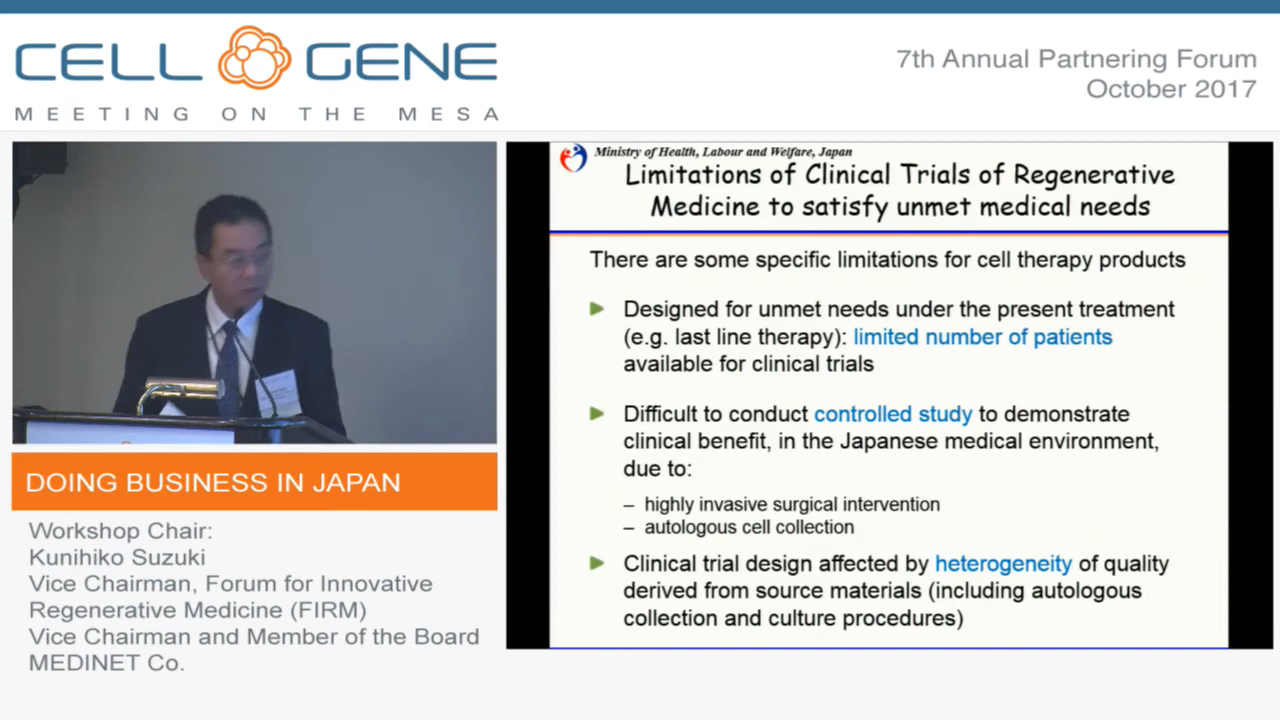 CELL GENE
MEETING ON THE MESA
7th Annual Partnering Forum
October 2017
Ministry of Health, Labour and Welfare, Japan
Limitations of Clinical Trials of Regenerative
Medicine to satisfy unmet medical needs
There are some specific limitations for cell therapy products
Designed for unmet needs under the present treatment
(e.g. last line therapy): limited number of patients
available for clinical trials
Difficult to conduct controlled study to demonstrate
clinical benefit, in the Japanese medical environment,
due to:
– highly invasive surgical intervention
– autologous cell collection
Clinical trial design affected by heterogeneity of quality
derived from source materials (including autologous
collection and culture procedures)
DOING BUSINESS IN JAPAN
Workshop Chair:
Kunihiko Suzuki
Vice Chairman, Forum for Innovative
Regenerative Medicine (FIRM)
Vice Chairman and Member of the Board
MEDINET Co.